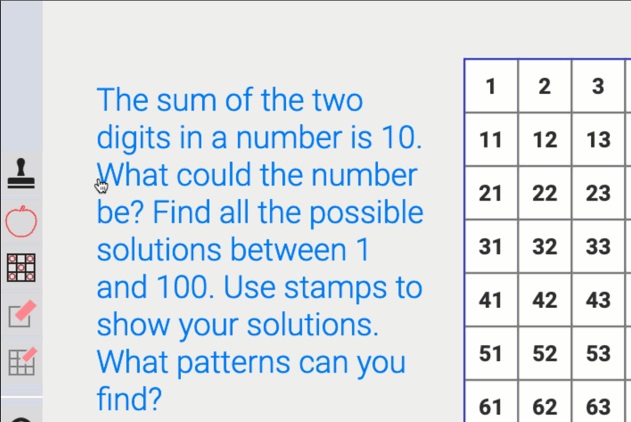 The sum of the two
digits in a number is 10.
What could the number
be? Find all the possible
solutions between 1
and 100. Use stamps to
show your solutions.
What patterns can you
find?
1 2 3
11 12 13
21 22 23
31 32 33
41 42 43
51 52 53
61 62 63